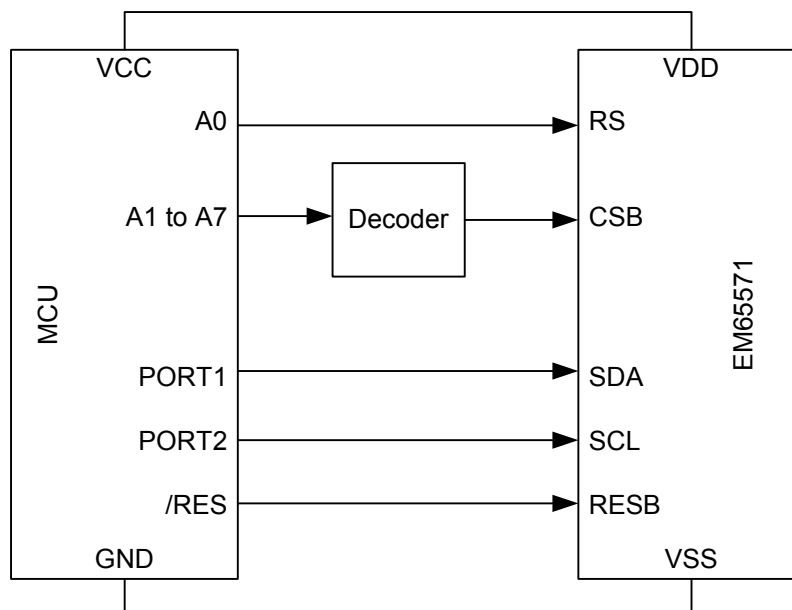 VCC
VDD
A0
RS
A1 to A7
Decoder
CSB
MCU
EM65571
PORT1
SDA
PORT2
SCL
/RES
RESB
GND
VSS